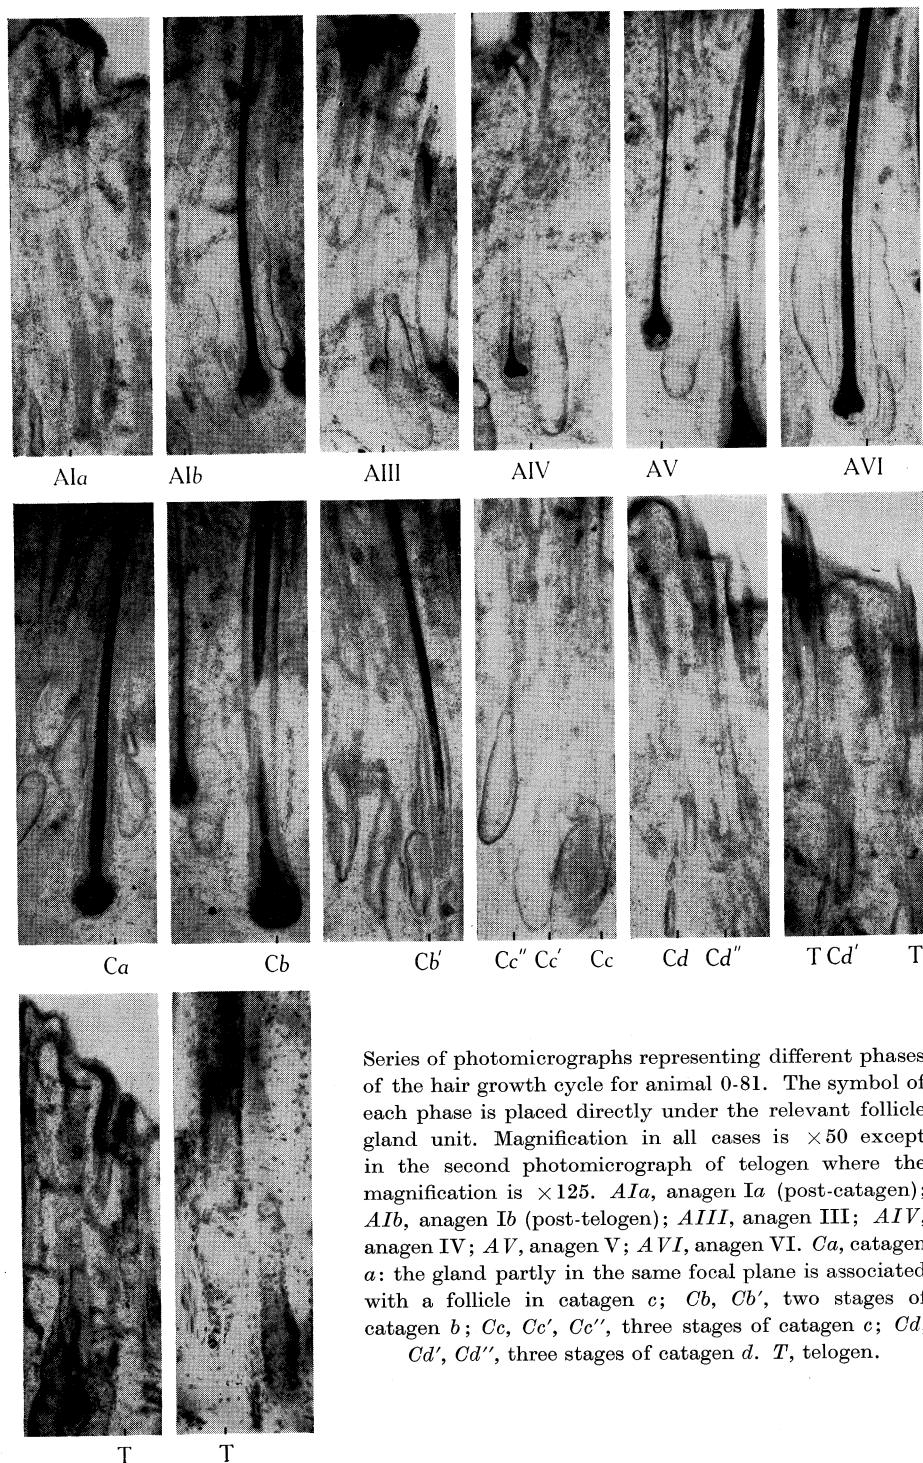 AIa AIb AIII AIV AV AVI
Ca Cb Cb′ Cc″ Cc′ Cc Cd Cd″ T Cd′ T
Series of photomicrographs representing different phases
of the hair growth cycle for animal 0-81. The symbol of
each phase is placed directly under the relevant follicle
gland unit. Magnification in all cases is ×50 except
in the second photomicrograph of telogen where the
magnification is ×125. AIa, anagen Ia (post-catagen);
AIb, anagen Ib (post-telogen); AIII, anagen III; AIV,
anagen IV; AV, anagen V; AVI, anagen VI. Ca, catagen
a: the gland partly in the same focal plane is associated
with a follicle in catagen c; Cb, Cb′, two stages of
catagen b; Cc, Cc′, Cc″, three stages of catagen c; Cd
Cd′, Cd″, three stages of catagen d. T, telogen.
T T